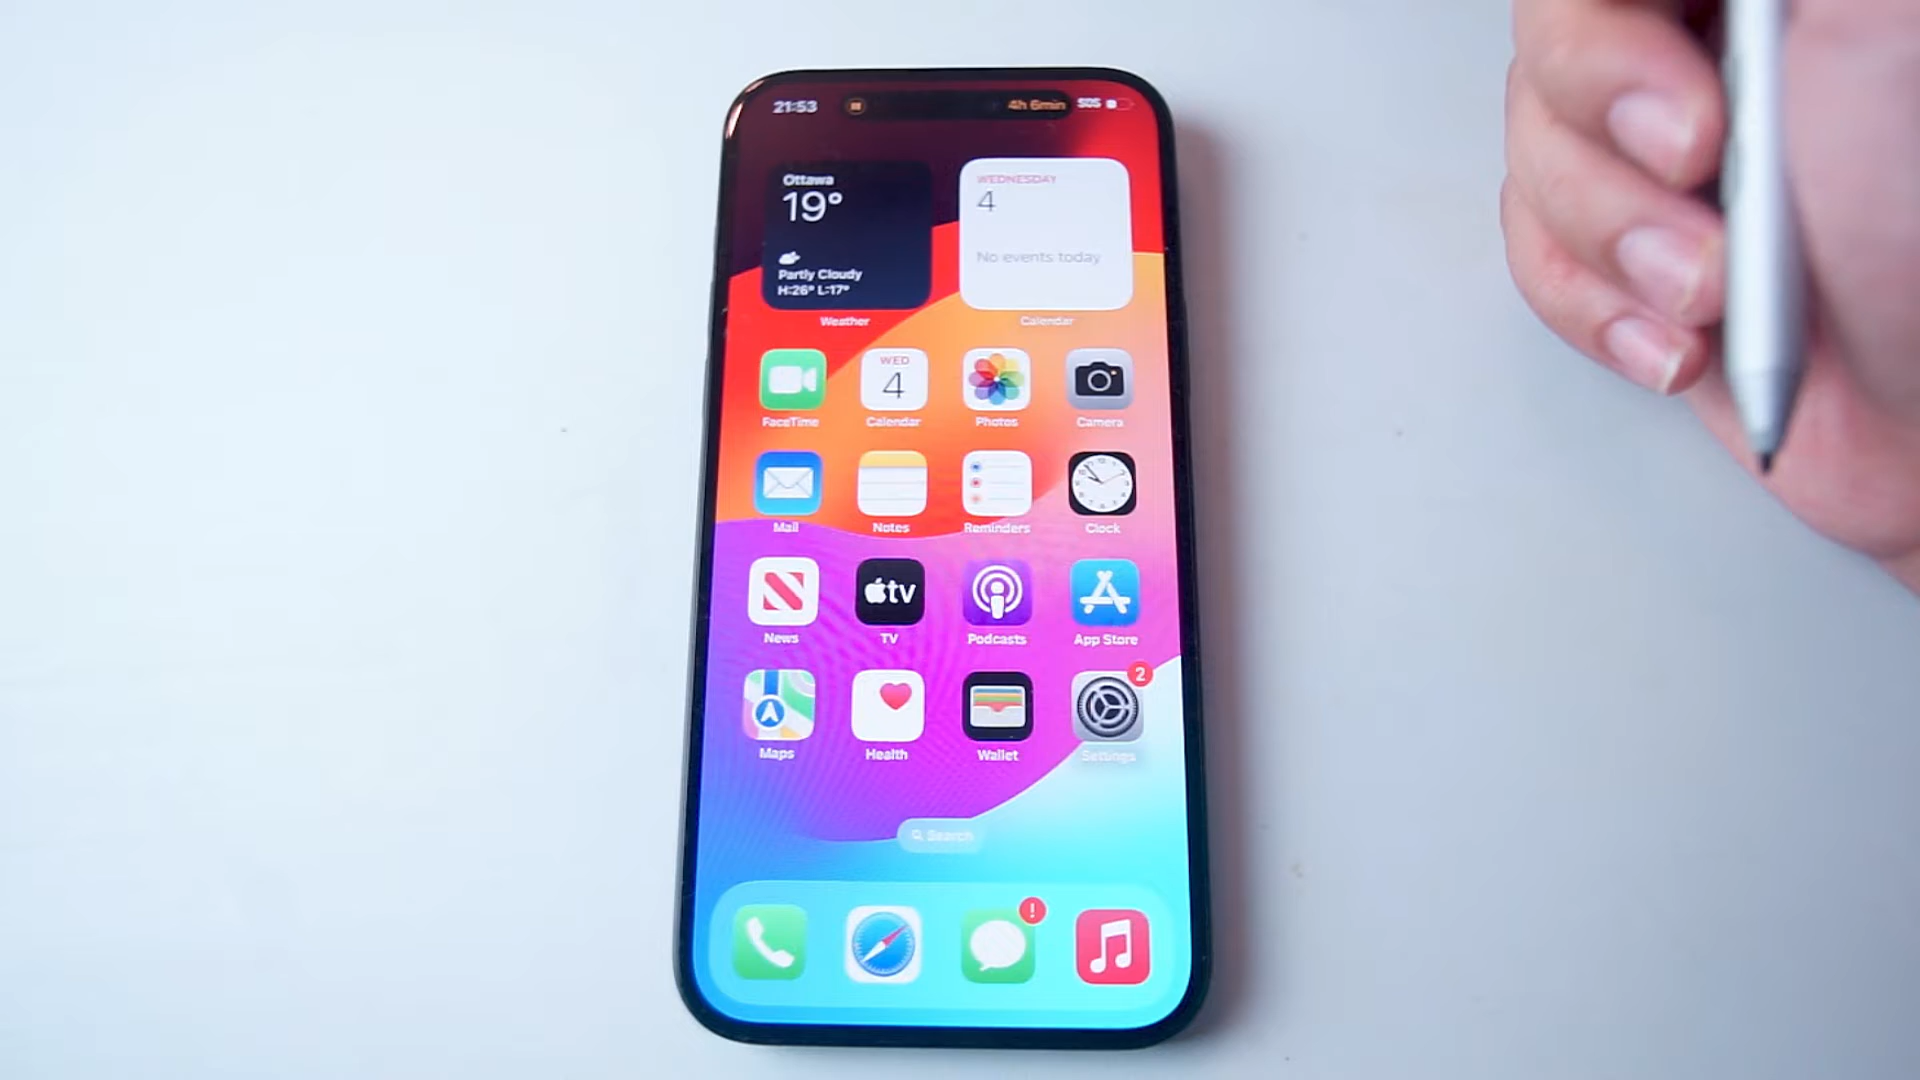 21:53 4h 6min SOS
Ottawa
19°
Partly Cloudy
H:26° L:17°
Weather
WEDNESDAY
4
No events today
Calendar
WED
4
FaceTime Calendar Photos Camera
Mail Notes Reminders Clock
tv
News TV Podcasts App Store
2
Maps Health Wallet Settings
Search
!